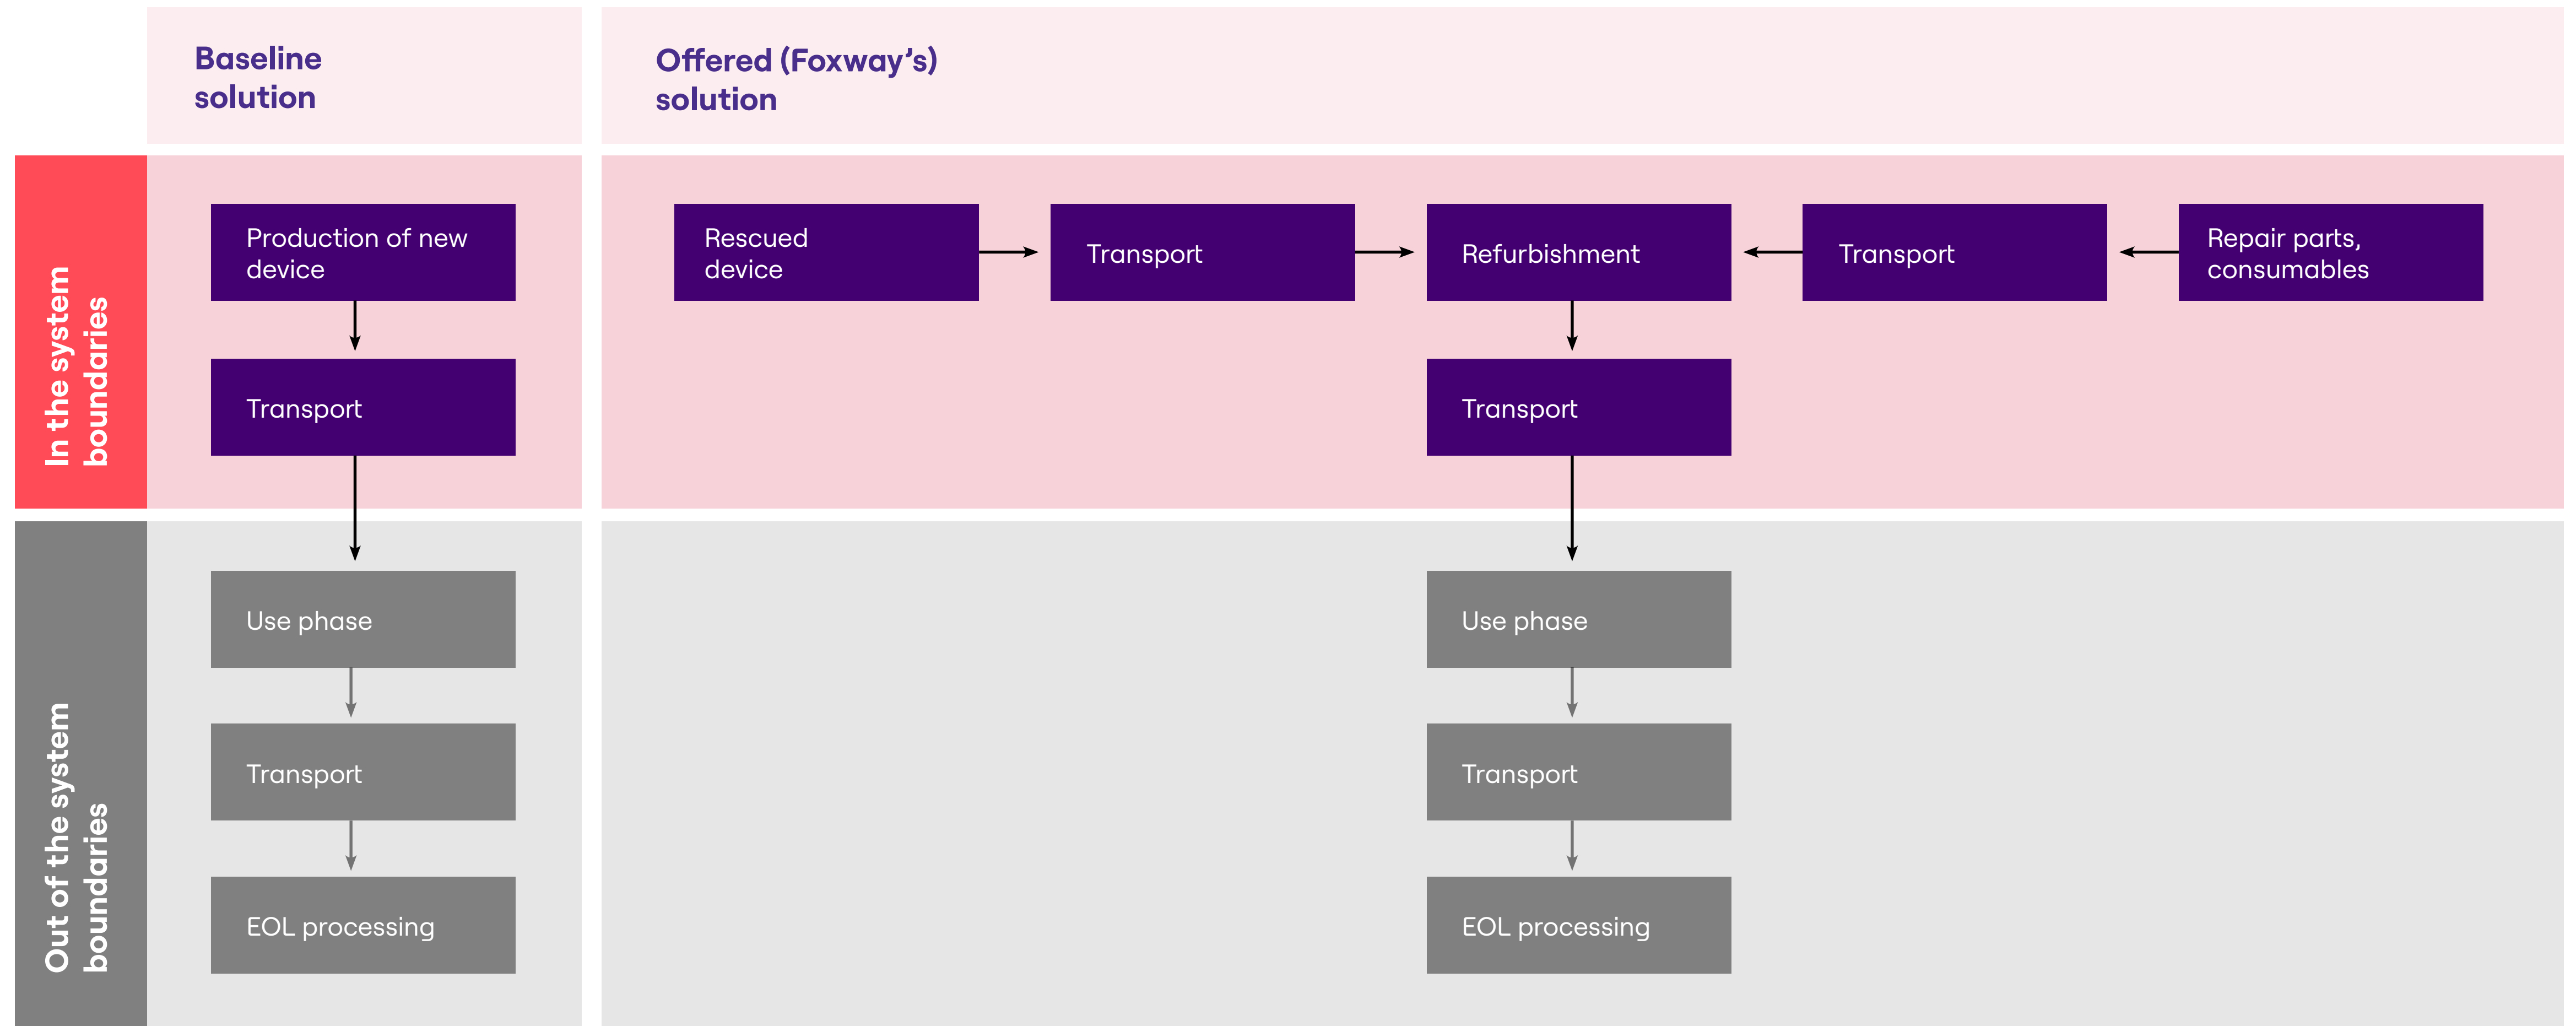 Baseline
solution
Offered (Foxway’s)
solution
In the system
boundaries
Production of new
device
Transport
Rescued
device
Transport
Refurbishment
Transport
Repair parts,
consumables
Transport
Out of the system
boundaries
Use phase
Transport
EOL processing
Use phase
Transport
EOL processing